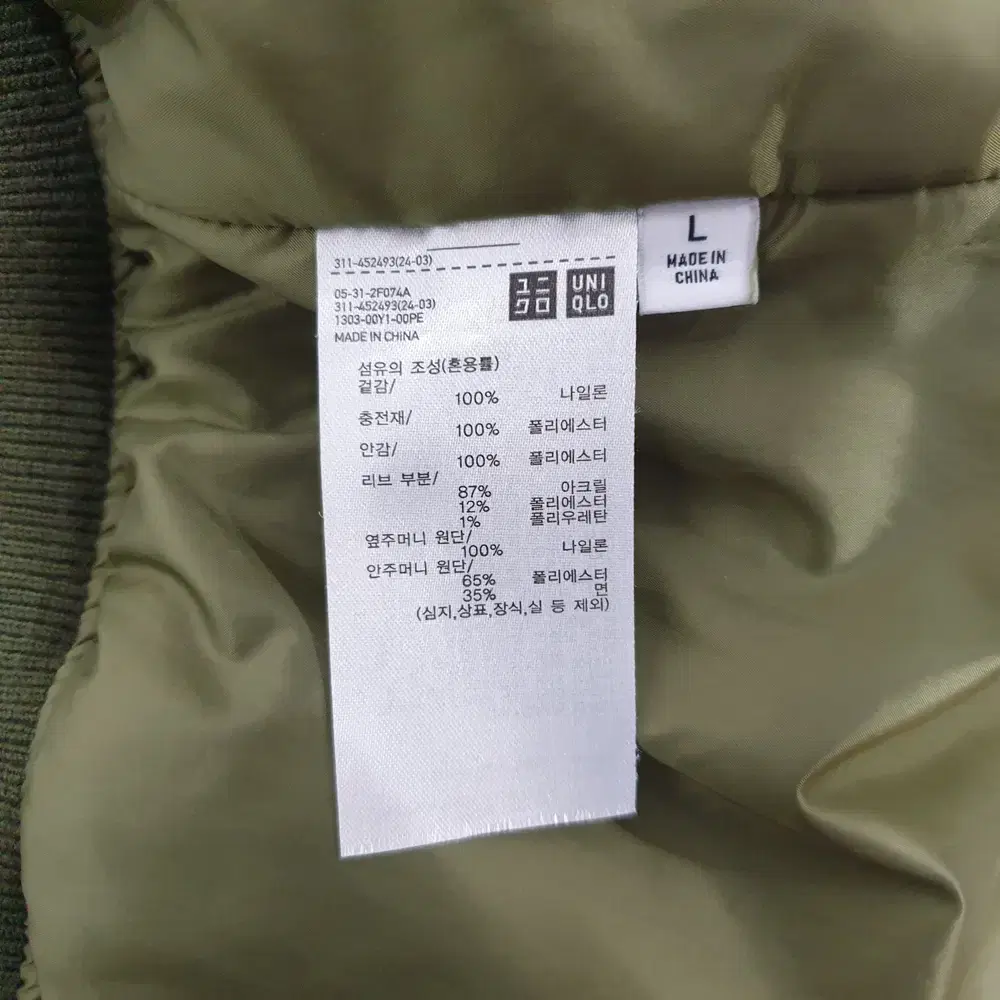 311-452493(24-03)
05-31-2F074A
311-452493(24-03)
1303-00Y1-00PE
MADE IN CHINA
ユニ
クロ
UNI
QLO
L
MADE IN
CHINA
섬유의 조성(혼용률)
겉감/
100% 나일론
충전재/
100% 폴리에스터
안감/
100% 폴리에스터
리브 부분/
87% 아크릴
12% 폴리에스터
1% 폴리우레탄
옆주머니 원단/
100% 나일론
안주머니 원단/
65% 폴리에스터
35% 면
(심지,상표,장식,실 등 제외)